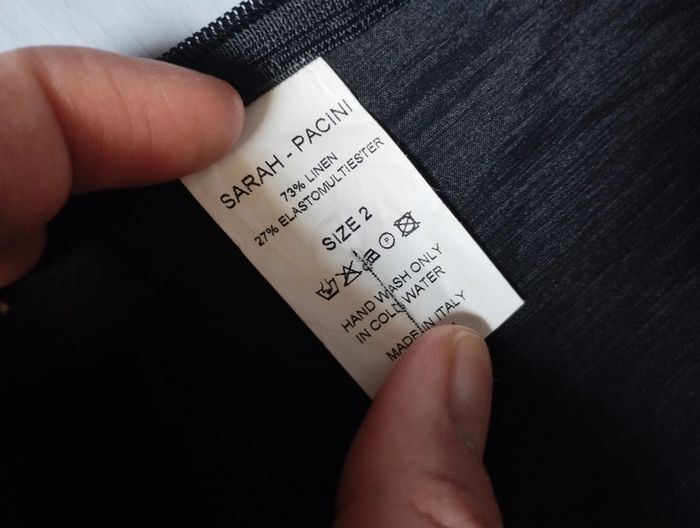 SARAH - PACINI
73% LINEN
27% ELASTOMULTIESTER
SIZE 2
P
HAND WASH ONLY
IN COLD WATER
MADE IN ITALY